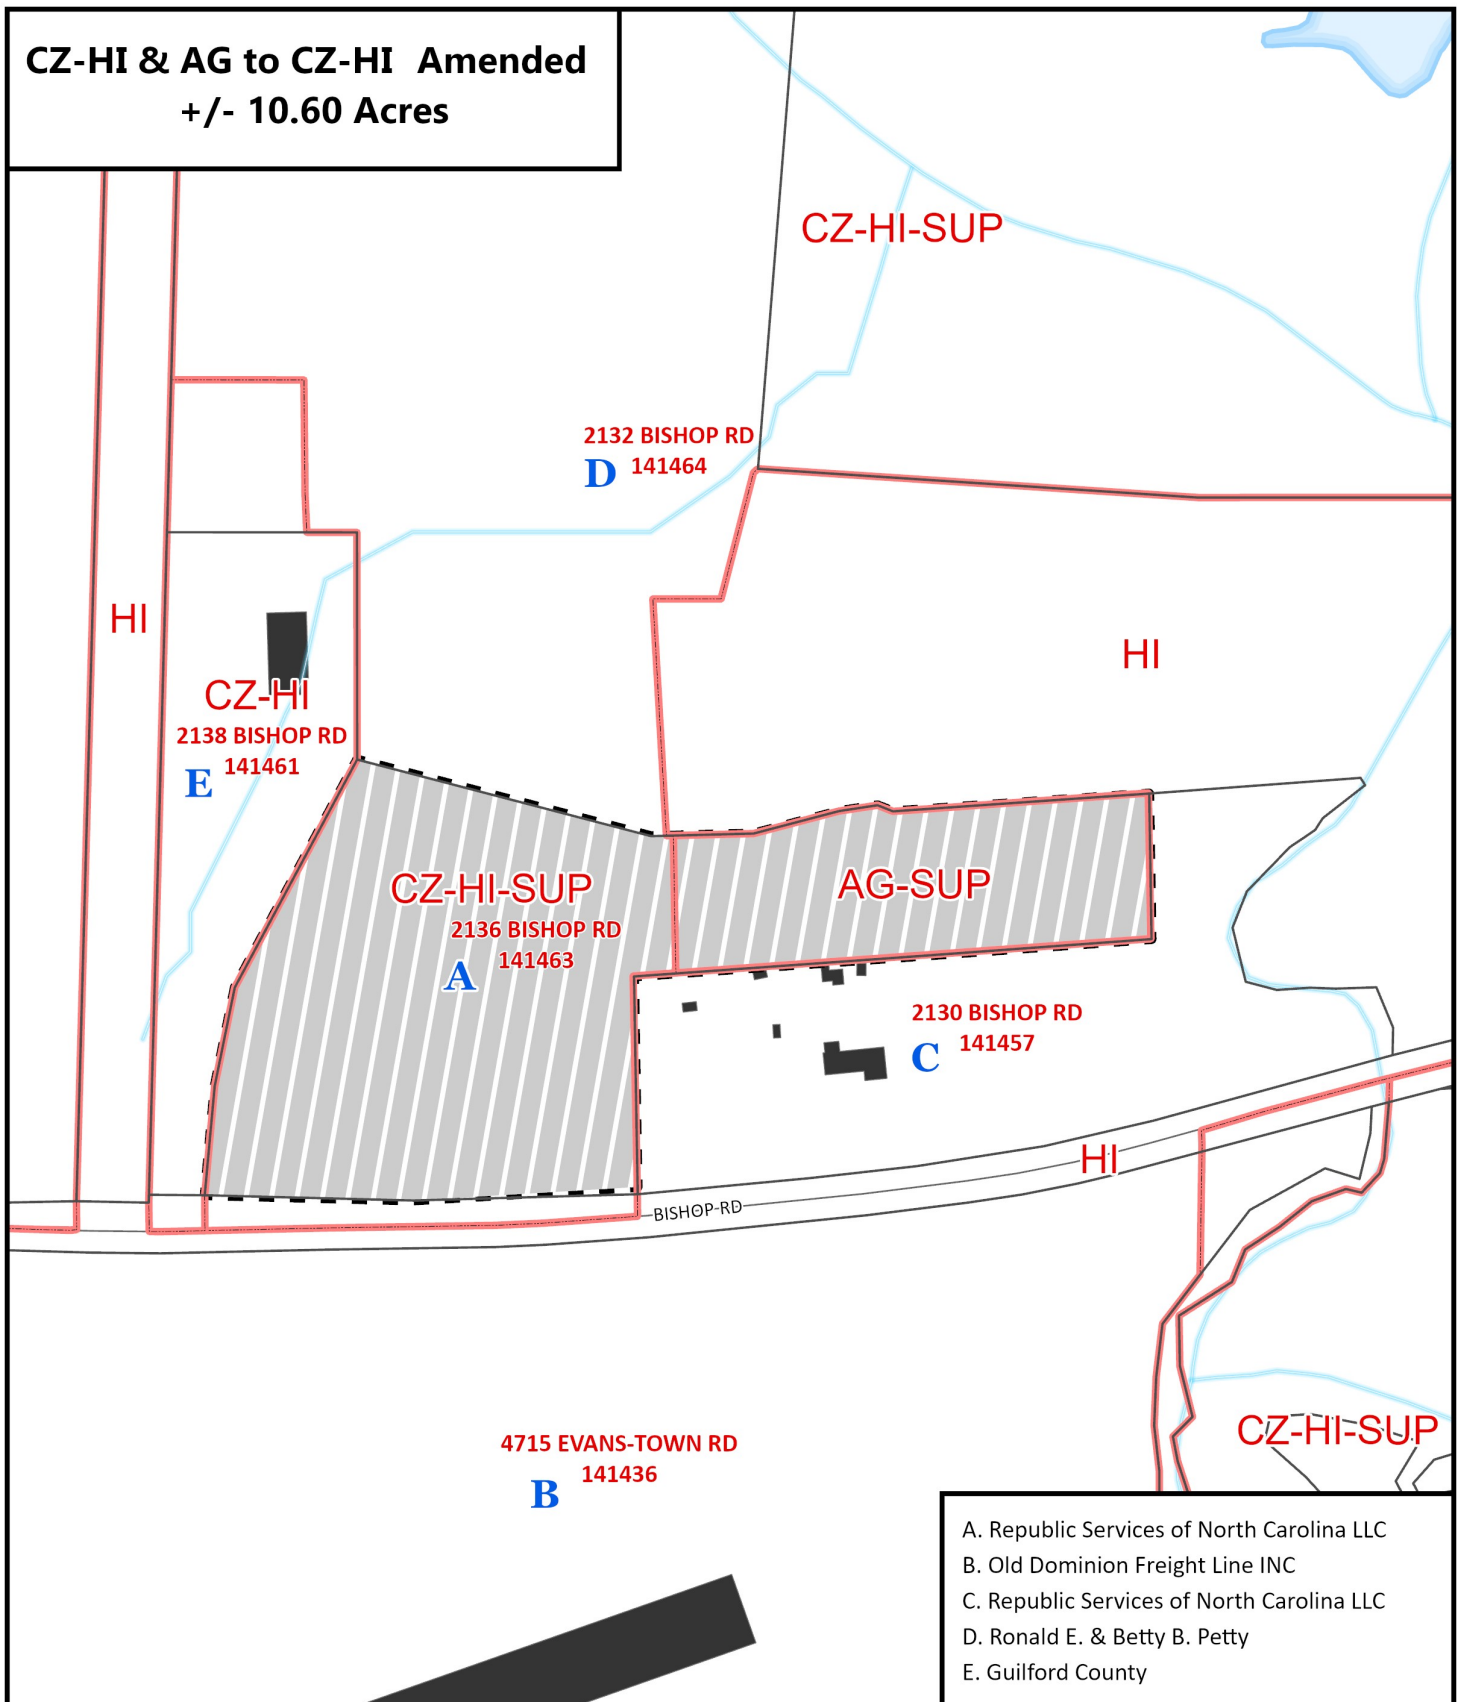 CZ-HI & AG to CZ-HI Amended
+/- 10.60 Acres
CZ-HI-SUP
2132 BISHOP RD
D 141464
HI
HI
CZ-HI
2138 BISHOP RD
E 141461
CZ-HI-SUP
2136 BISHOP RD
A 141463
AG-SUP
2130 BISHOP RD
C 141457
HI
BISHOP RD
4715 EVANS-TOWN RD
B 141436
CZ-HI-SUP
A. Republic Services of North Carolina LLC
B. Old Dominion Freight Line INC
C. Republic Services of North Carolina LLC
D. Ronald E. & Betty B. Petty
E. Guilford County